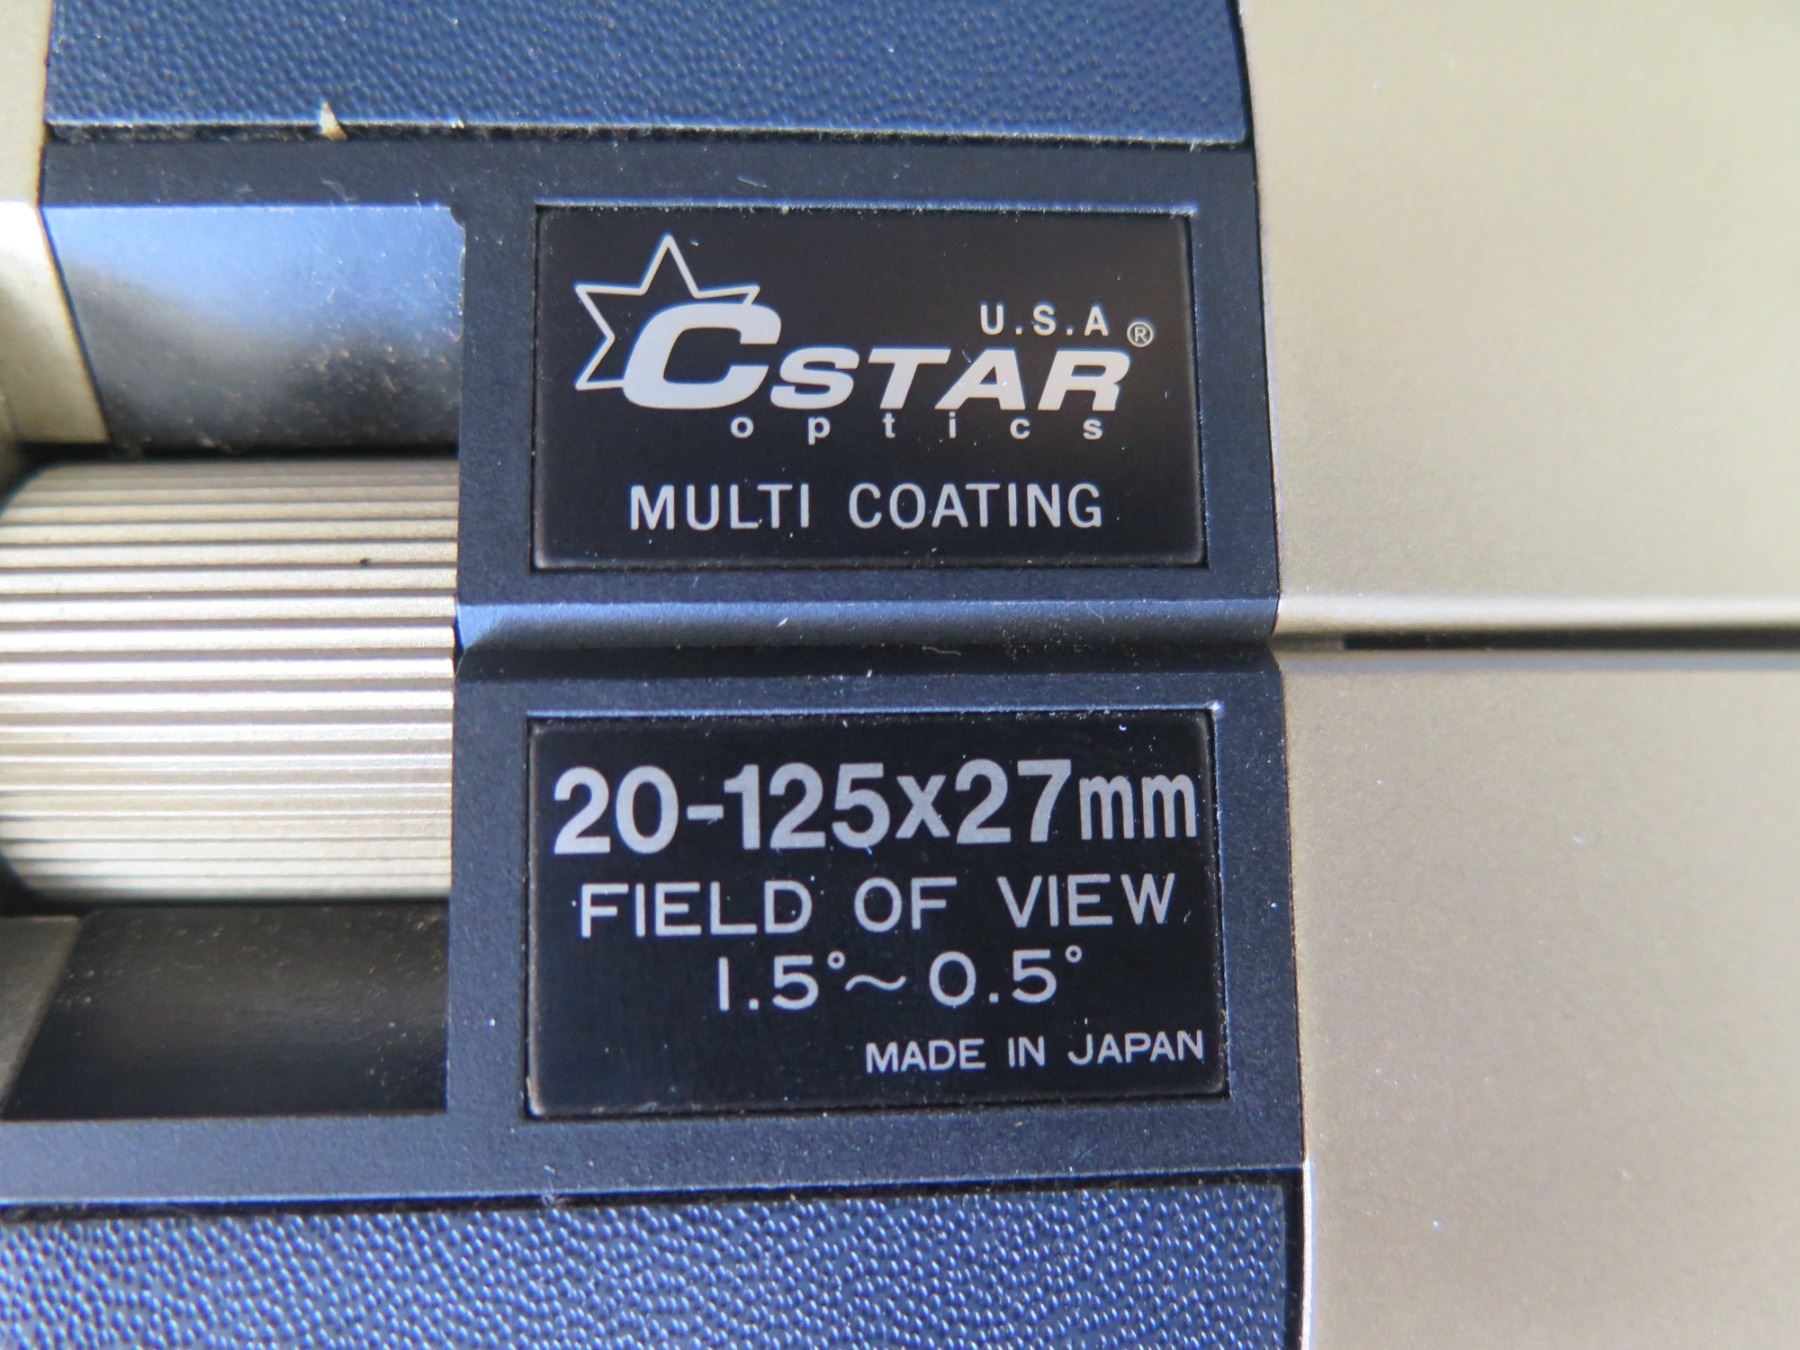 U.S.A
CSTAR®
optics
MULTI COATING
20-125x27mm
FIELD OF VIEW
1.5°~0.5°
MADE IN JAPAN